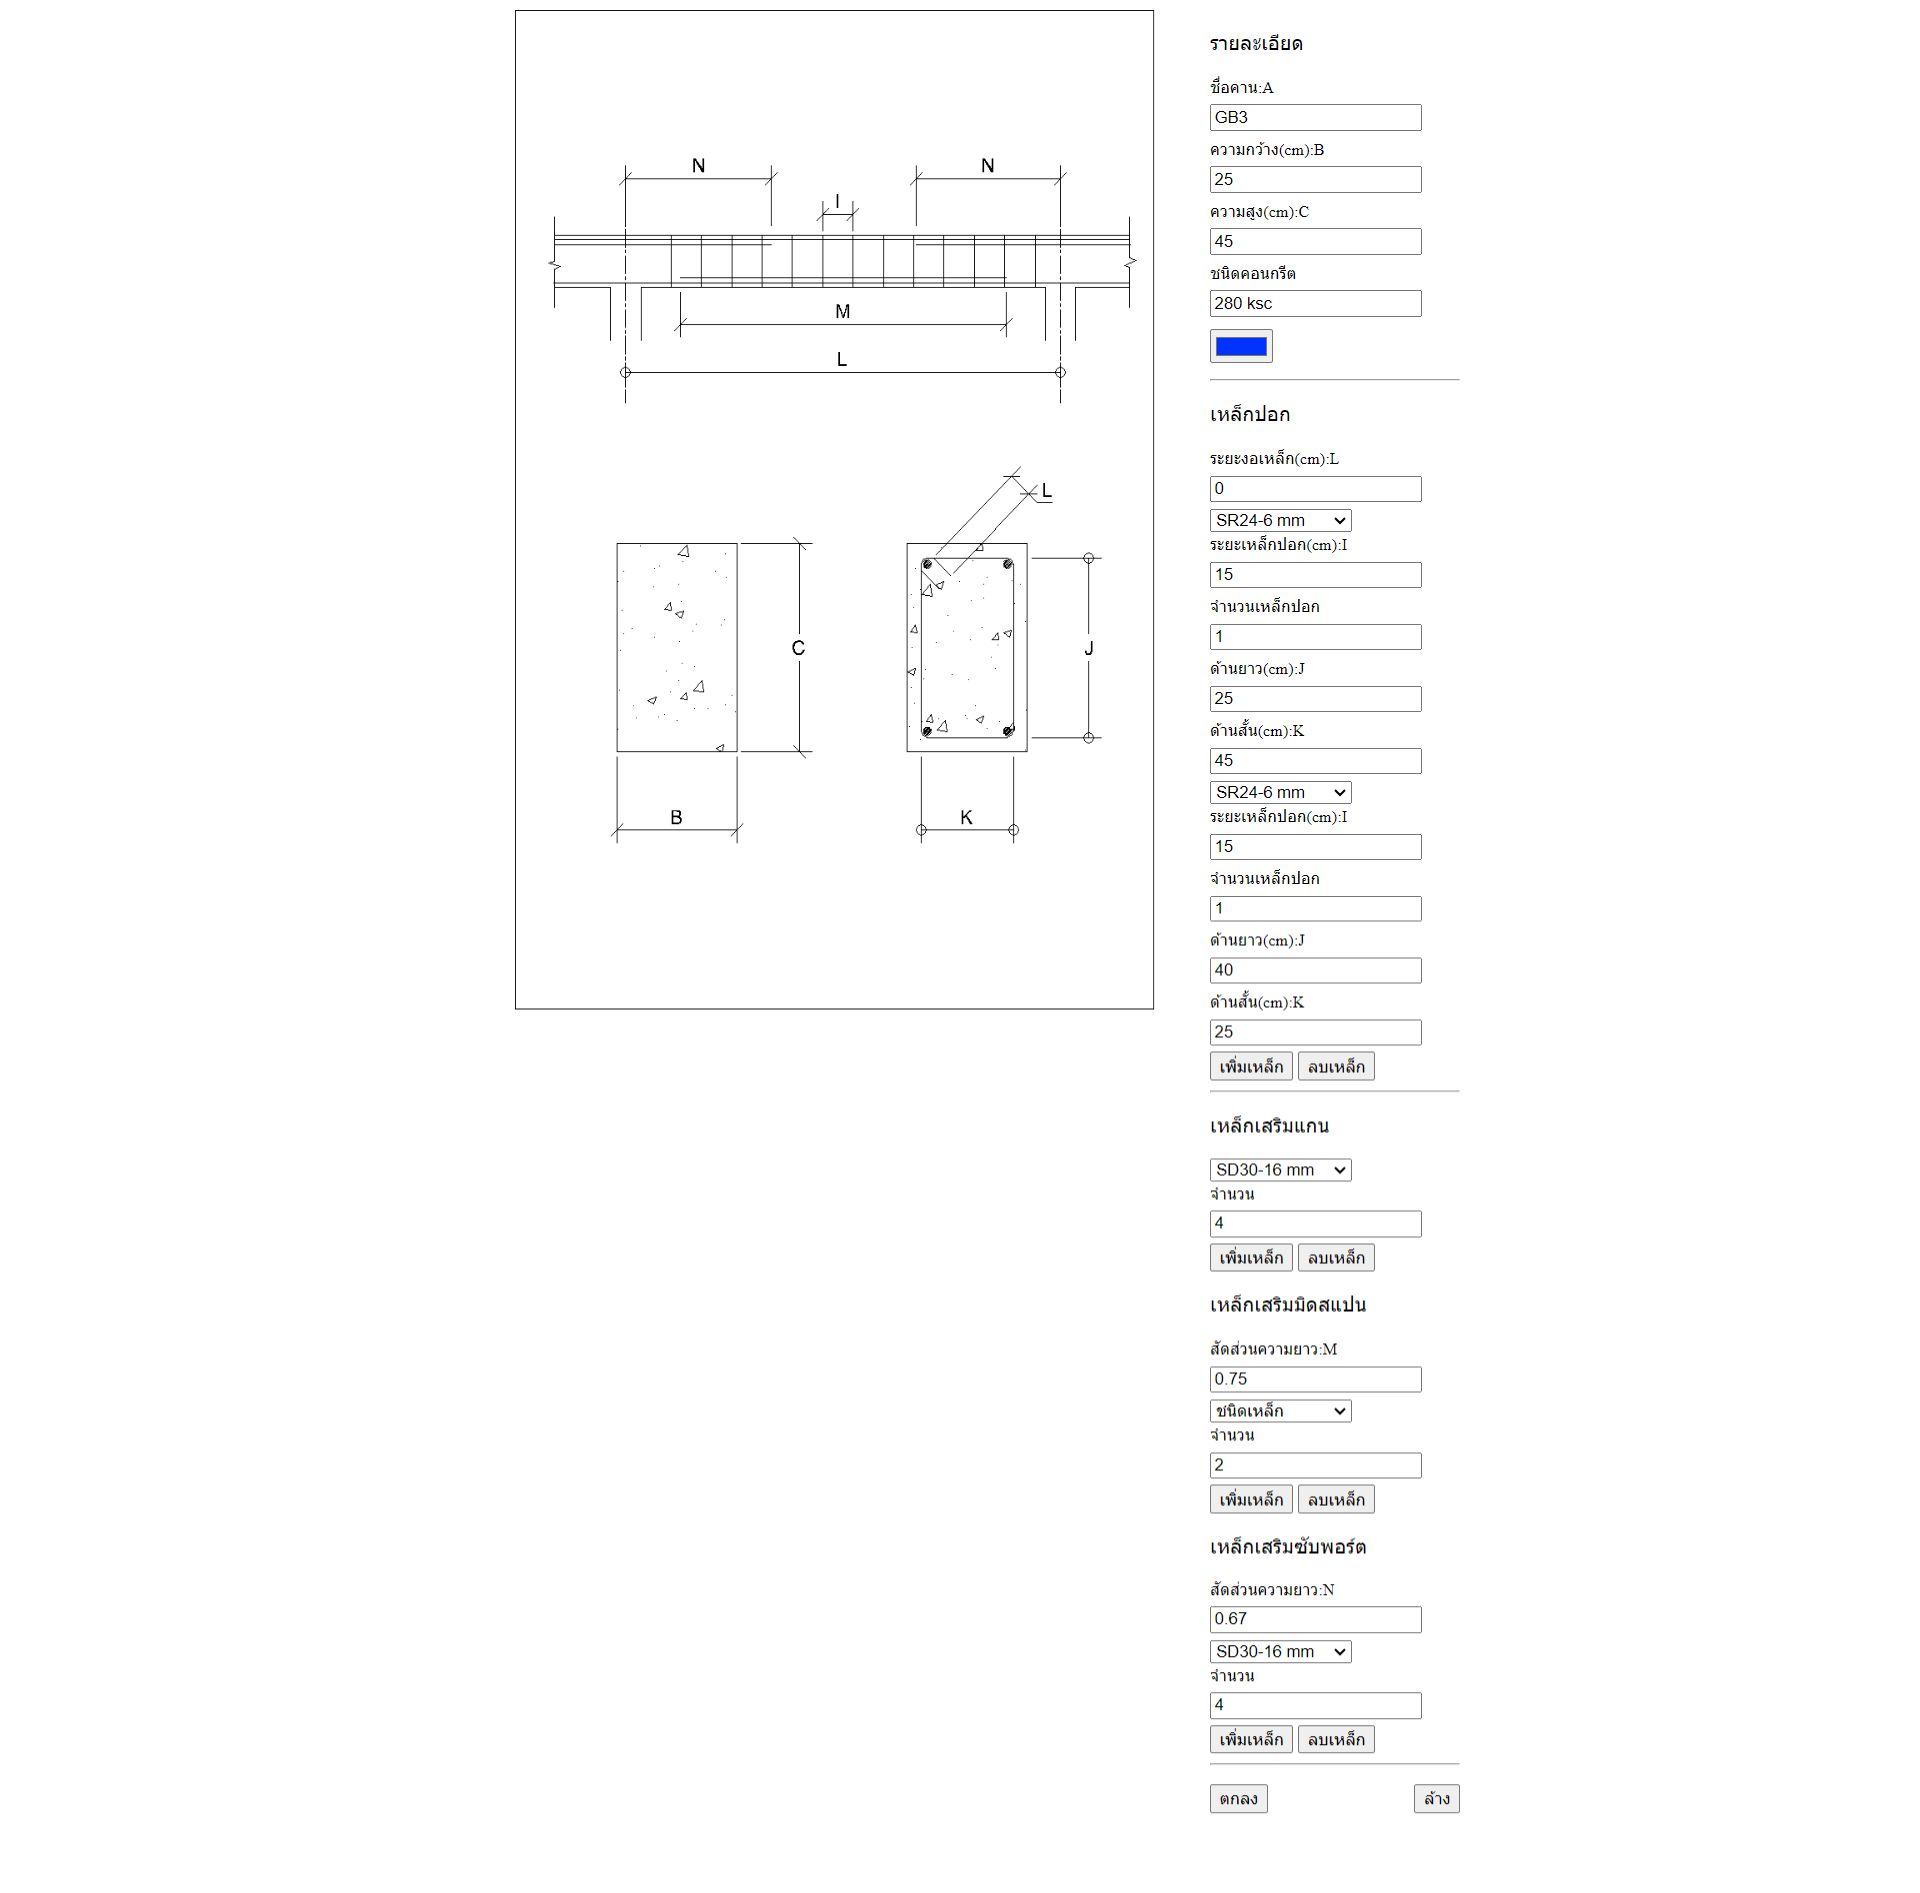 N
N
I
M
L
L
C
J
B
K
รายละเอียด
ชื่อคาน:A
GB3
ความกว้าง(cm):B
25
ความสูง(cm):C
45
ชนิดคอนกรีต
280 ksc
เหล็กปอก
ระยะงอเหล็ก(cm):L
0
SR24-6 mm
ระยะเหล็กปอก(cm):I
15
จำนวนเหล็กปอก
1
ด้านยาว(cm):J
25
ด้านสั้น(cm):K
45
SR24-6 mm
ระยะเหล็กปอก(cm):I
15
จำนวนเหล็กปอก
1
ด้านยาว(cm):J
40
ด้านสั้น(cm):K
25
เพิ่มเหล็ก ลบเหล็ก
เหล็กเสริมแกน
SD30-16 mm
จำนวน
4
เพิ่มเหล็ก ลบเหล็ก
เหล็กเสริมมิดสแปน
สัดส่วนความยาว:M
0.75
ชนิดเหล็ก
จำนวน
2
เพิ่มเหล็ก ลบเหล็ก
เหล็กเสริมซับพอร์ต
สัดส่วนความยาว:N
0.67
SD30-16 mm
จำนวน
4
เพิ่มเหล็ก ลบเหล็ก
ตกลง ล้าง